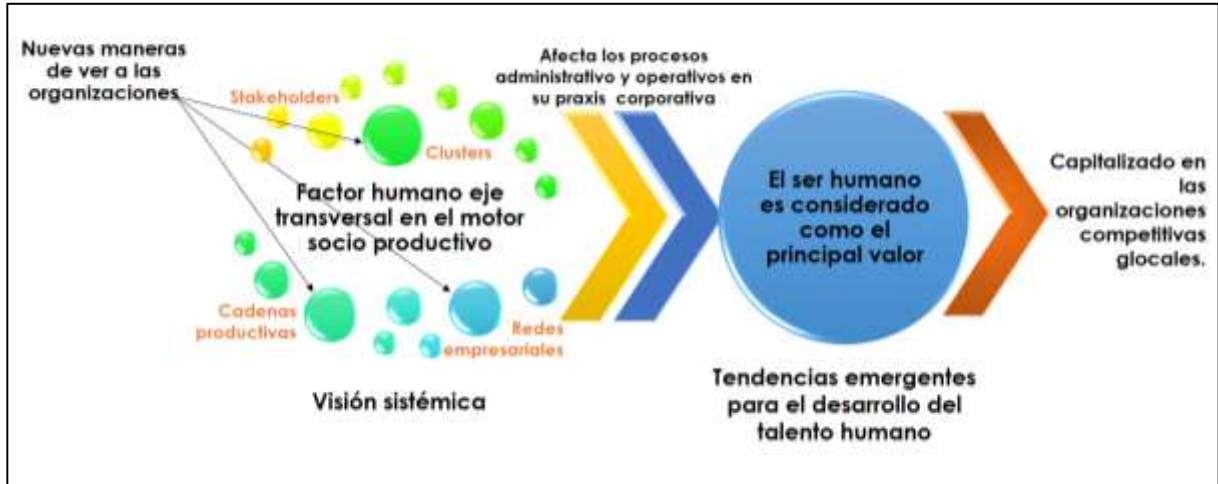 Nuevas maneras
de ver a las
organizaciones
Stakeholders
Clusters
Factor humano eje
transversal en el motor
socio productivo
Cadenas
productivas
Redes
empresariales
Visión sistémica
Afecta los procesos
administrativo y operativos en
su praxis corporativa
El ser humano
es considerado
como el
principal valor
Tendencias emergentes
para el desarrollo del
talento humano
Capitalizado en
las
organizaciones
competitivas
glocales.